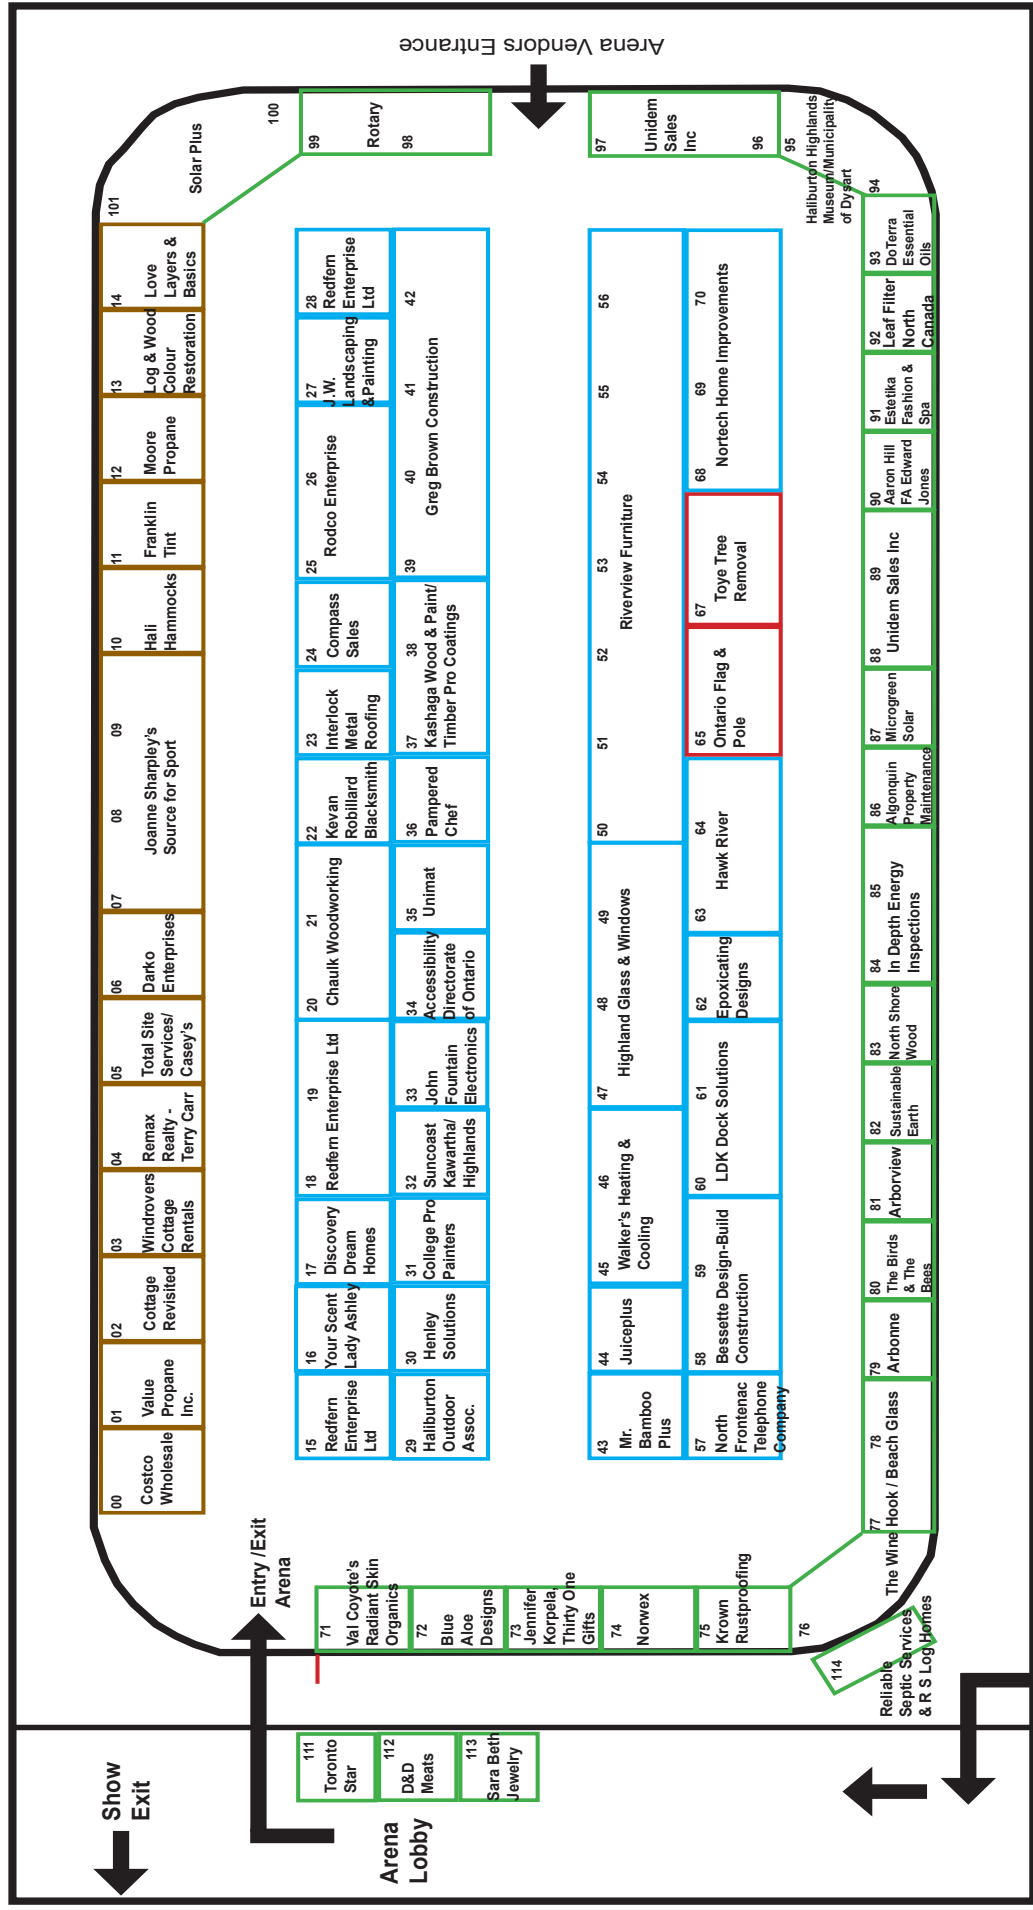 Arena Vendors Entrance
Show
Exit
Arena
Lobby
Entry /Exit
Arena
00
Costco
Wholesale
01
Value
Propane
Inc.
02
Cottage
Revisited
03
Windrovers
Cottage
Rentals
04
Remax
Realty -
Terry Carr
05
Total Site
Services/
Casey's
06
Darko
Enterprises
07 08 09
Joanne Sharpley's
Source for Sport
10
Hali
Hammocks
11
Franklin
Tint
12
Moore
Propane
13
Log & Wood
Colour
Restoration
14
Love
Layers &
Basics
101
Solar Plus
100
99
Rotary
98
15
Redfern
Enterprise
Ltd
16
Your Scent
Lady Ashley
17
Discovery
Dream
Homes
18 19
Redfern Enterprise Ltd
20 21
Chaulk Woodworking
22
Kevan
Robillard
Blacksmith
23
Interlock
Metal
Roofing
24
Compass
Sales
25 26
Rodco Enterprise
27
J.W.
Landscaping
&Painting
28
Redfern
Enterprise
Ltd
29
Haliburton
Outdoor
Assoc.
30
Henley
Solutions
31
College Pro
Painters
32
Suncoast
Kawartha/
Highlands
33
John
Fountain
Electronics
34
Accessibility
Directorate
of Ontario
35
Unimat
36
Pampered
Chef
37 38
Kashaga Wood & Paint/
Timber Pro Coatings
39 40 41 42
Greg Brown Construction
43
Mr.
Bamboo
Plus
44
Juiceplus
45 46
Walker's Heating &
Cooling
47 48 49
Highland Glass & Windows
50 51 52 53 54 55 56
Riverview Furniture
57
North
Frontenac
Telephone
Company
58 59
Bessette Design-Build
Construction
60 61
LDK Dock Solutions
62
Epoxicating
Designs
63 64
Hawk River
65
Ontario Flag &
Pole
67
Toye Tree
Removal
68 69 70
Nortech Home Improvements
97
Unidem
Sales
Inc
96
95
Haliburton Highlands
Museum/Municipality
of Dysart
94
71
Val Coyote's
Radiant Skin
Organics
72
Blue
Aloe
Designs
73
Jennifer
Korpela,
Thirty One
Gifts
74
Norwex
75
Krown
Rustproofing
76
77 78
The Wine Hook / Beach Glass
79
Arbonne
80
The Birds
& The
Bees
81
Arborview
82
Sustainable
Earth
83
North Shore
Wood
84 85
In Depth Energy
Inspections
86
Algonquin
Property
Maintenance
87
Microgreen
Solar
88 89
Unidem Sales Inc
90
Aaron Hill
FA Edward
Jones
91
Estetika
Fashion &
Spa
92
Leaf Filter
North
Canada
93
DoTerra
Essential
Oils
111
Toronto
Star
112
D&D
Meats
113
Sara Beth
Jewelry
114
Reliable
Septic Services
& R S Log Homes